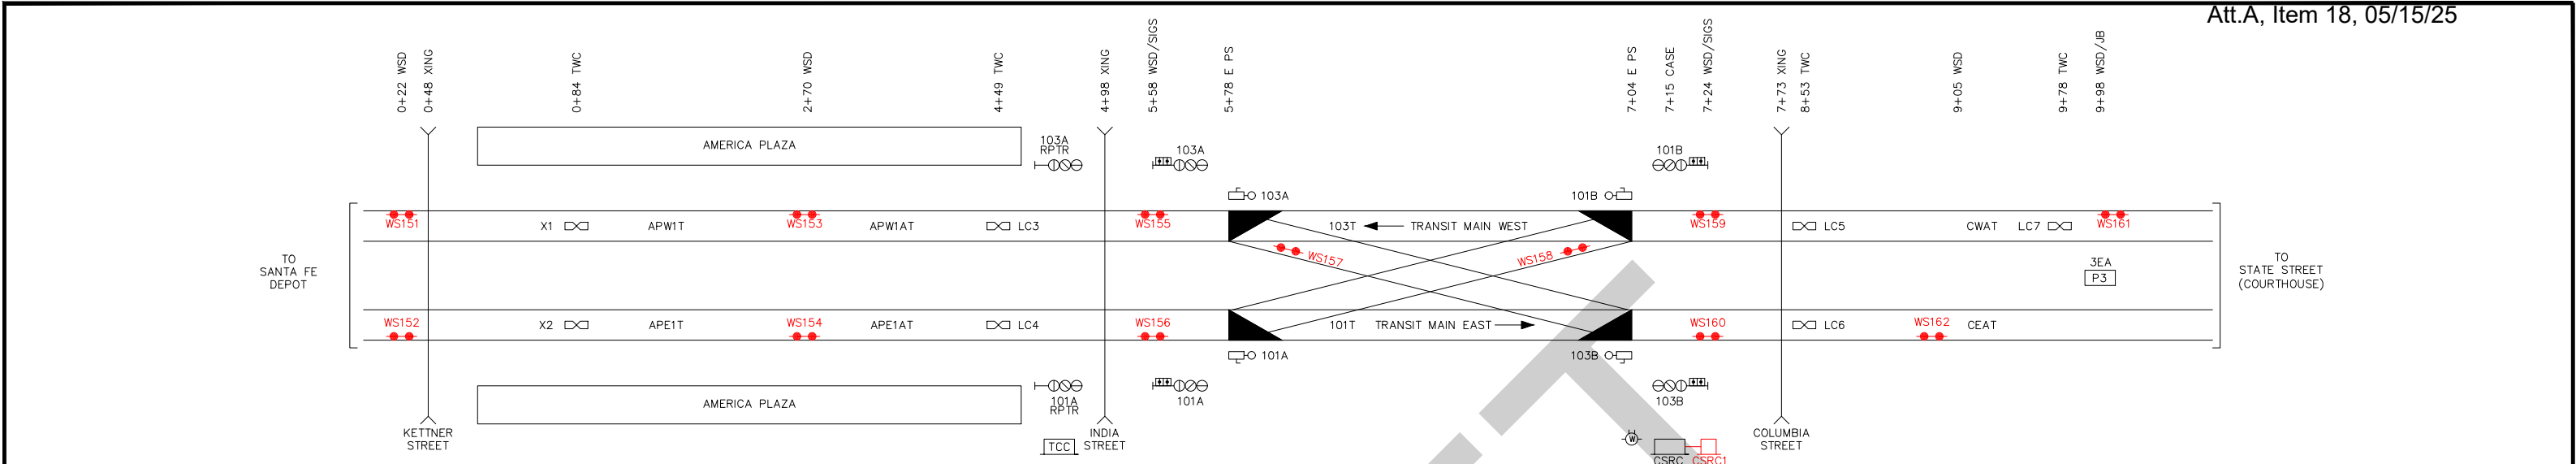 Att.A, Item 18, 05/15/25
0+22 WSD
0+48 XING
0+84 TWC
2+70 WSD
4+49 TWC
4+98 XING
5+58 WSD/SIGS
5+78 E PS
7+04 E PS
7+15 CASE
7+24 WSD/SIGS
7+73 XING
8+53 TWC
9+05 WSD
9+78 TWC
9+98 WSD/JB
AMERICA PLAZA
103A
RPTR
103A
101B
103A
101B
WS151
X1
APW1T
WS153
APW1AT
LC3
WS155
103T
TRANSIT MAIN WEST
WS159
LC5
CWAT
LC7
WS161
WS157
WS158
TO
SANTA FE
DEPOT
3EA
P3
TO
STATE STREET
(COURTHOUSE)
WS152
X2
APE1T
WS154
APE1AT
LC4
WS156
101T
TRANSIT MAIN EAST
WS160
LC6
WS162
CEAT
101A
103B
AMERICA PLAZA
101A
RPTR
101A
103B
KETTNER
STREET
TCC
INDIA
STREET
W
CSRC
CSRC1
COLUMBIA
STREET